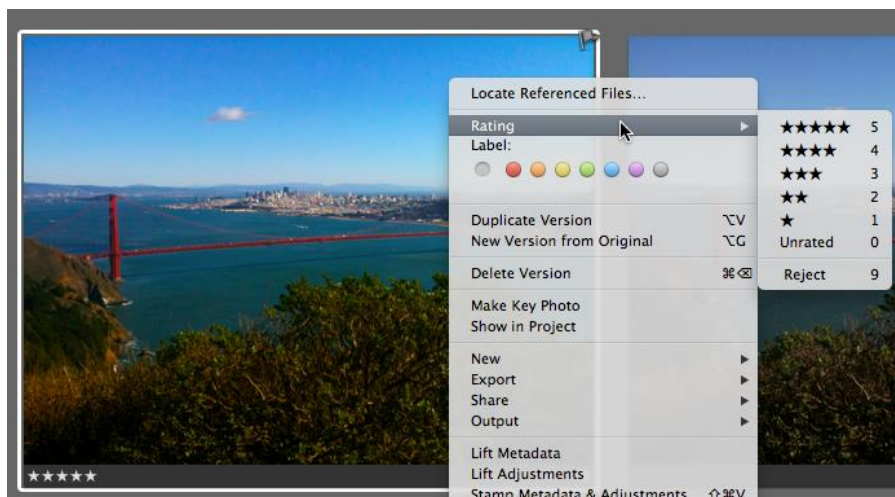 Locate Referenced Files...
Rating
Label:
Duplicate Version ⌥V
New Version from Original ⌥G
Delete Version ⌘⌫
Make Key Photo
Show in Project
New
Export
Share
Output
Lift Metadata
Lift Adjustments
Stamp Metadata & Adjustments ⇧⌘V
★★★★★ 5
★★★★ 4
★★★ 3
★★ 2
★ 1
Unrated 0
Reject 9
★★★★★